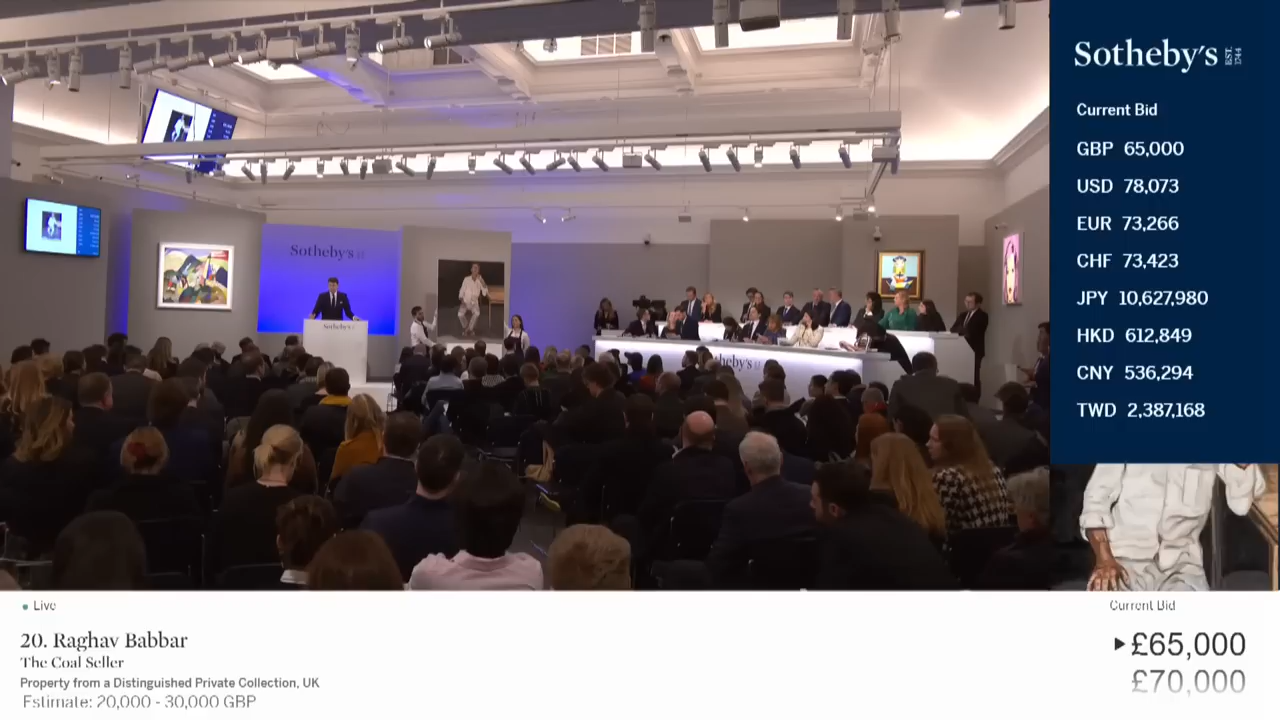 Sotheby's EST. 1744
Current Bid
GBP 65,000
USD 78,073
EUR 73,266
CHF 73,423
JPY 10,627,980
HKD 612,849
CNY 536,294
TWD 2,387,168
Sotheby's
Sotheby's
Sotheby's
Live
20. Raghav Babbar
The Coal Seller
Property from a Distinguished Private Collection, UK
Estimate: 20,000 - 30,000 GBP
Current Bid
£65,000
£70,000